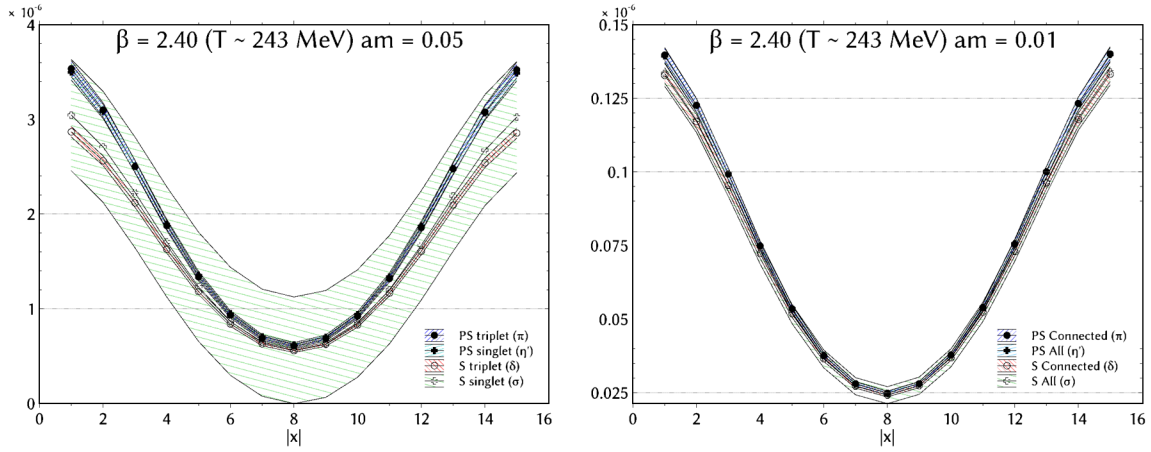 × 10⁻⁶
β = 2.40 (T ~ 243 MeV) am = 0.05
4
3
2
1
0
0 2 4 6 8 10 12 14 16
|x|
PS triplet (π)
PS singlet (η')
S triplet (δ)
S singlet (σ)
× 10⁻⁶
β = 2.40 (T ~ 243 MeV) am = 0.01
0.15
0.125
0.1
0.075
0.05
0.025
0 2 4 6 8 10 12 14 16
|x|
PS Connected (π)
PS All (η')
S Connected (δ)
S All (σ)